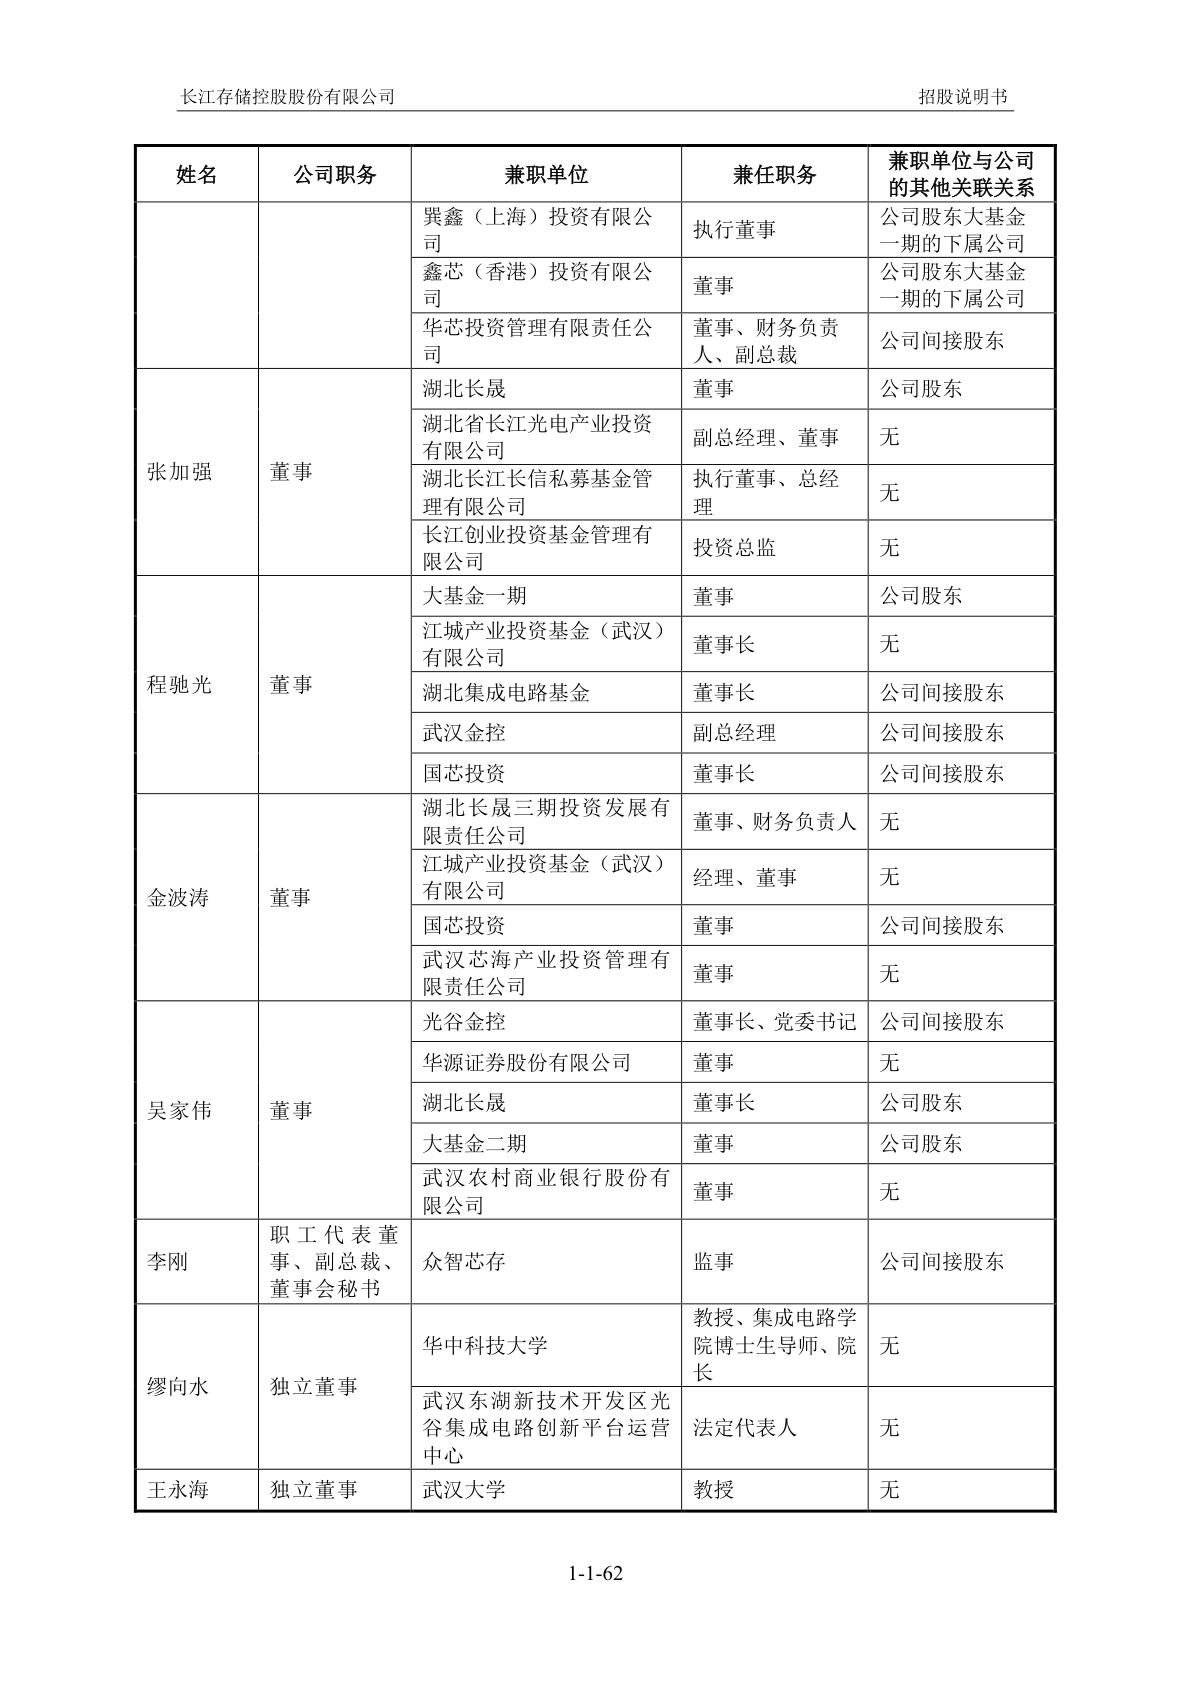 长江存储控股股份有限公司 招股说明书
姓名 公司职务 兼职单位 兼任职务 兼职单位与公司
的其他关联关系
巽鑫（上海）投资有限公
司
执行董事
公司股东大基金
一期的下属公司
鑫芯（香港）投资有限公
司
董事
公司股东大基金
一期的下属公司
华芯投资管理有限责任公
司
董事、财务负责
人、副总裁
公司间接股东
张加强
董事
湖北长晟 董事 公司股东
湖北省长江光电产业投资
有限公司
副总经理、董事 无
湖北长江长信私募基金管
理有限公司
执行董事、总经
理
无
长江创业投资基金管理有
限公司
投资总监 无
程驰光
董事
大基金一期 董事 公司股东
江城产业投资基金（武汉）
有限公司
董事长 无
湖北集成电路基金 董事长 公司间接股东
武汉金控 副总经理 公司间接股东
国芯投资 董事长 公司间接股东
金波涛
董事
湖北长晟三期投资发展有
限责任公司
董事、财务负责人 无
江城产业投资基金（武汉）
有限公司
经理、董事 无
国芯投资 董事 公司间接股东
武汉芯海产业投资管理有
限责任公司
董事 无
吴家伟
董事
光谷金控 董事长、党委书记 公司间接股东
华源证券股份有限公司 董事 无
湖北长晟 董事长 公司股东
大基金二期 董事 公司股东
武汉农村商业银行股份有
限公司
董事 无
李刚
职工代表董
事、副总裁、
董事会秘书
众智芯存 监事 公司间接股东
缪向水
独立董事
华中科技大学
教授、集成电路学
院博士生导师、院
长
无
武汉东湖新技术开发区光
谷集成电路创新平台运营
中心
法定代表人 无
王永海 独立董事 武汉大学 教授 无
1-1-62